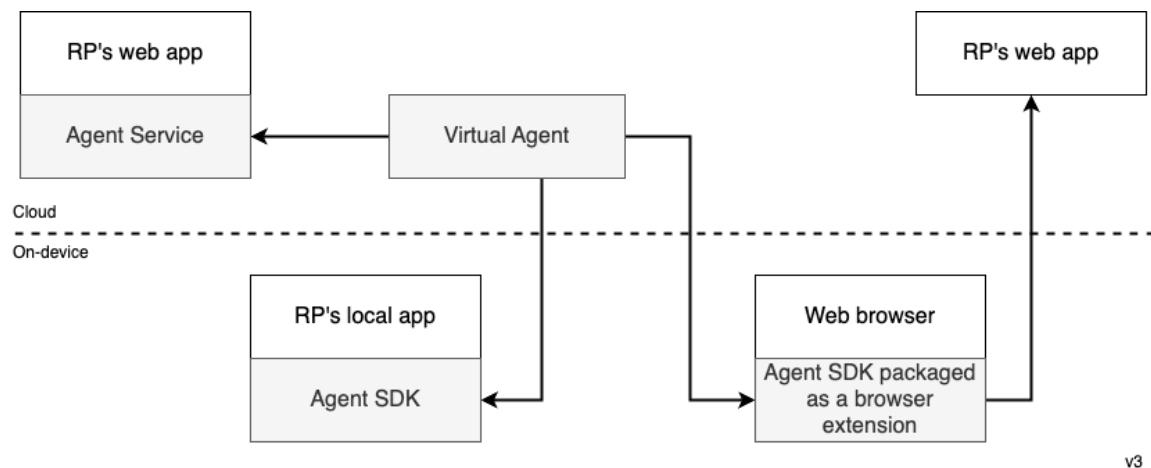 RP's web app
RP's web app
Agent Service
Virtual Agent
Cloud
On-device
RP's local app
Web browser
Agent SDK
Agent SDK packaged
as a browser
extension
v3